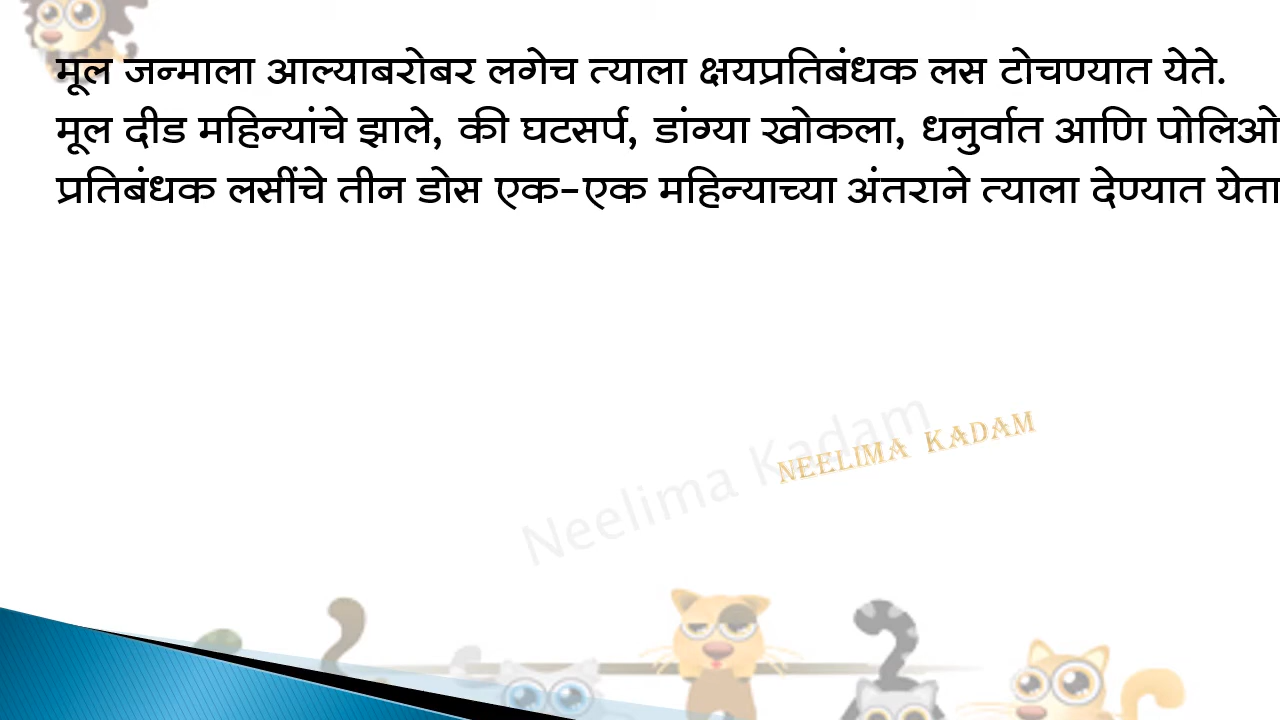 मूल जन्माला आल्याबरोबर लगेच त्याला क्षयप्रतिबंधक लस टोचण्यात येते.
मूल दीड महिन्यांचे झाले, की घटसर्प, डांग्या खोकला, धनुर्वात आणि पोलिओ
प्रतिबंधक लसींचे तीन डोस एक-एक महिन्याच्या अंतराने त्याला देण्यात येता
Neelima Kadam
NEELIMA KADAM